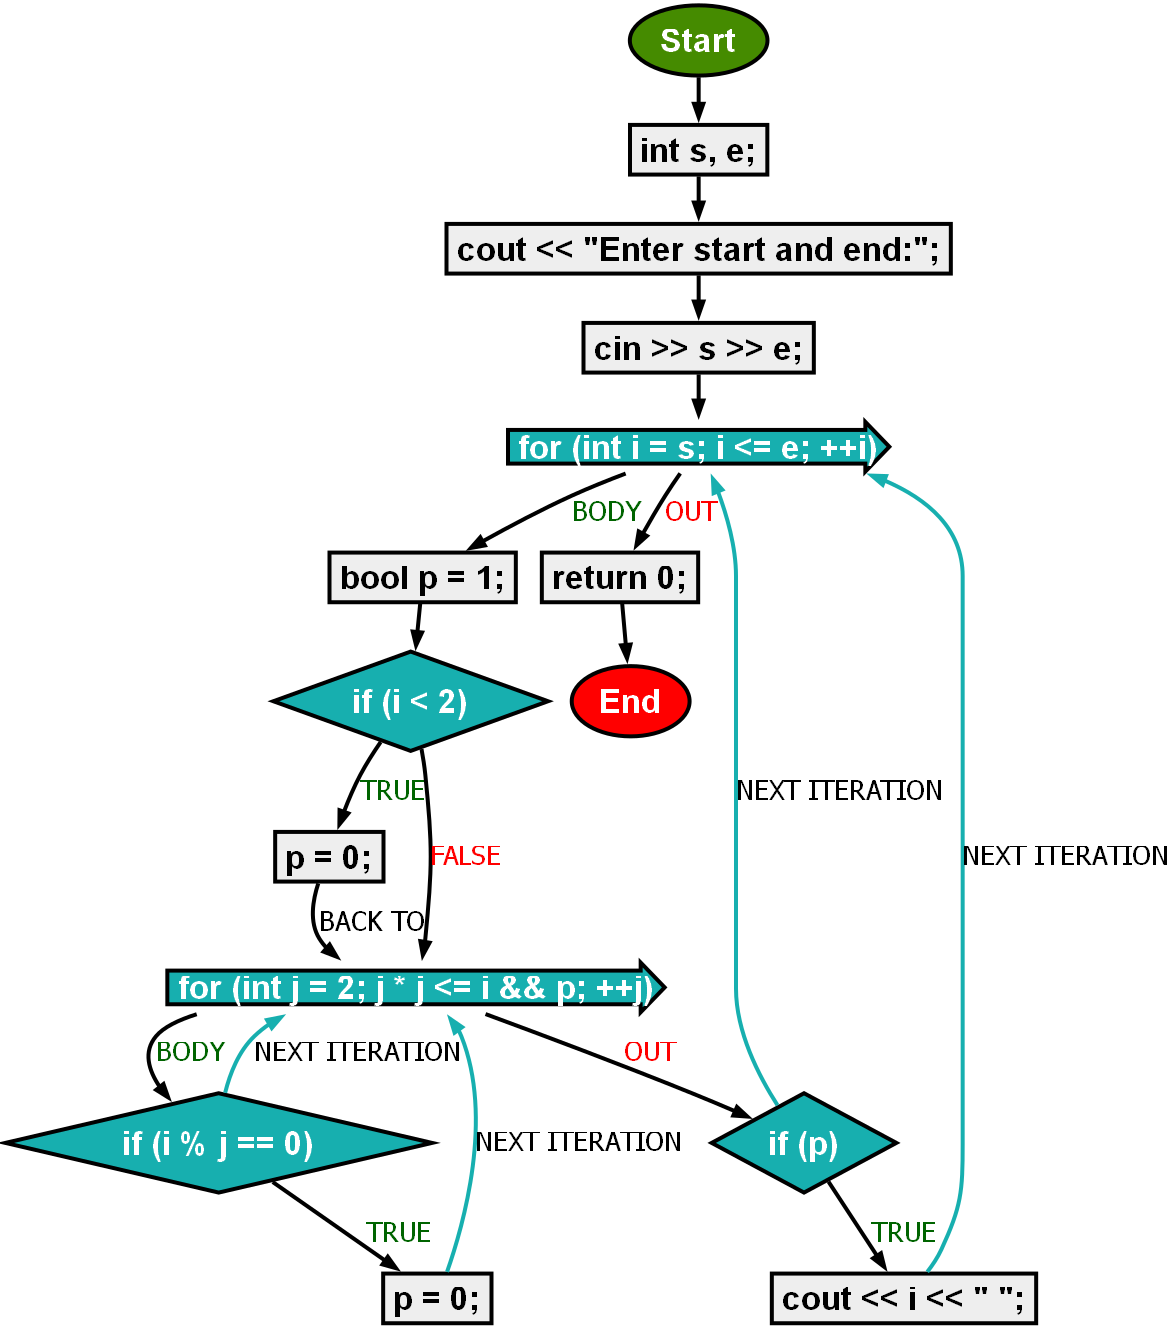 Start
int s, e;
cout << "Enter start and end:";
cin >> s >> e;
for (int i = s; i <= e; ++i)
BODY
OUT
bool p = 1;
return 0;
if (i < 2)
End
TRUE
NEXT ITERATION
p = 0;
FALSE
NEXT ITERATION
BACK TO
for (int j = 2; j * j <= i && p; ++j)
BODY
NEXT ITERATION
OUT
if (i % j == 0)
NEXT ITERATION
if (p)
TRUE
TRUE
p = 0;
cout << i << " ";